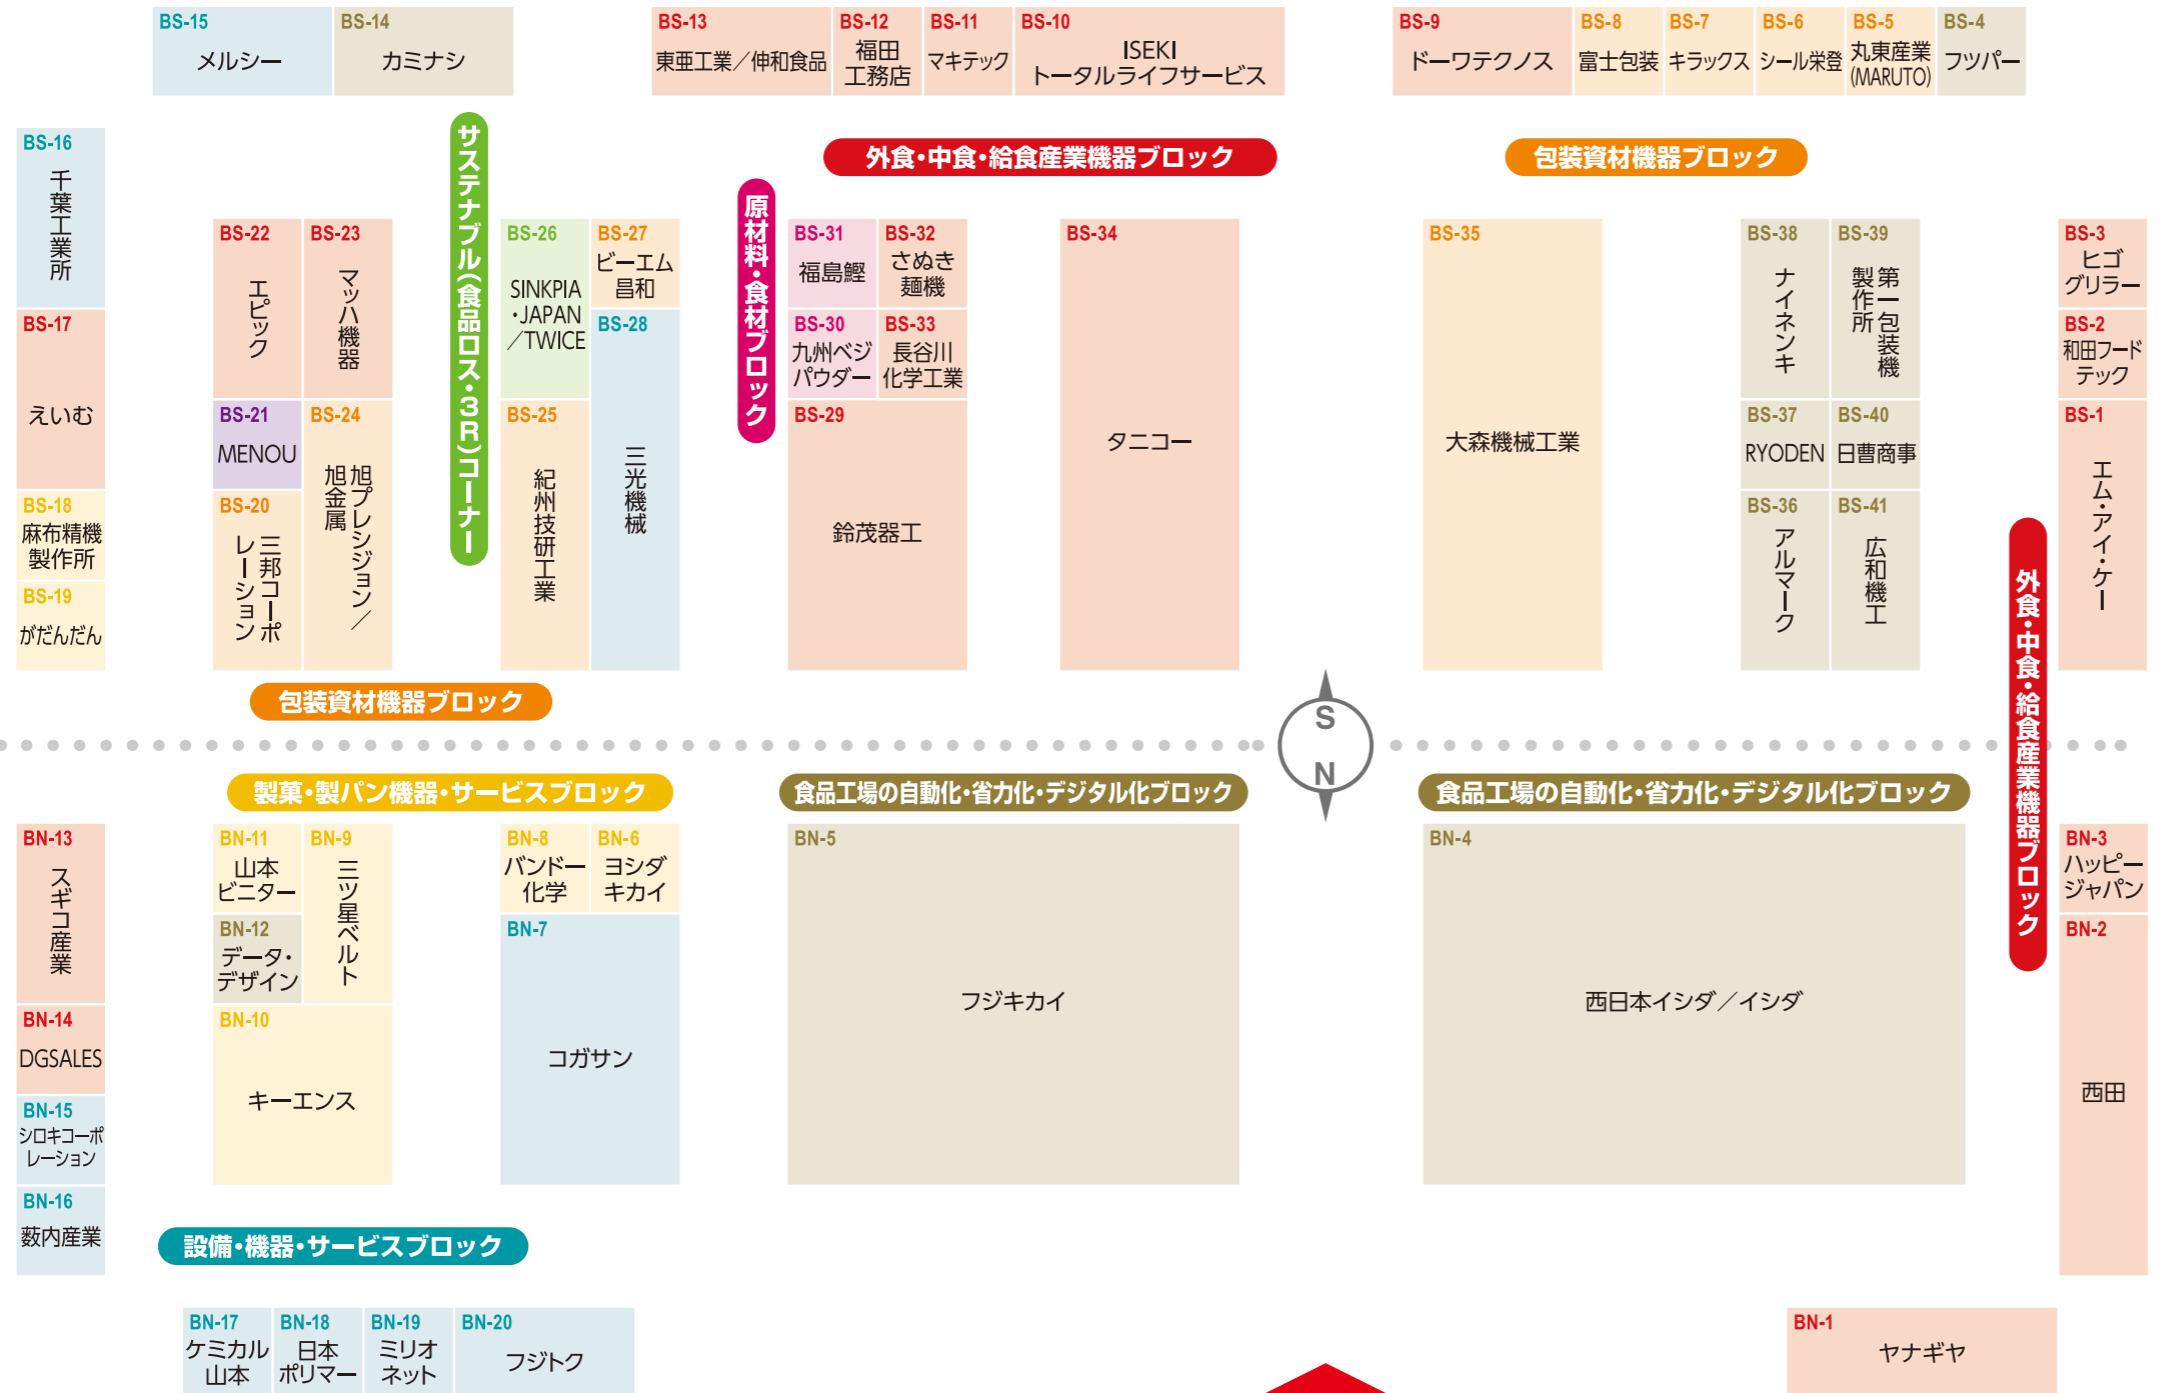 BS-15
メルシー
BS-14
カミナシ
BS-13
東亜工業／伸和食品
BS-12
福田
工務店
BS-11
マキテック
BS-10
ISEKI
トータルライフサービス
BS-9
ドーワテクノス
BS-8
富士包装
BS-7
キラックス
BS-6
シール栄登
BS-5
丸東産業
(MARUTO)
BS-4
フツパー
BS-16
千葉工業所
BS-17
えいむ
BS-18
麻布精機
製作所
BS-19
がだんだん
サステナブル(食品ロス・3R)コーナー
外食・中食・給食産業機器ブロック
包装資材機器ブロック
原材料・食材ブロック
BS-22
エピック
BS-23
マッハ機器
BS-21
MENOU
BS-24
旭プレシジョン／
旭金属
BS-20
三邦コーポ
レーション
BS-26
SINKPIA
・JAPAN
／TWICE
BS-27
ビーエム
昌和
BS-28
三光機械
BS-25
紀州技研工業
BS-31
福島鰹
BS-32
さぬき
麺機
BS-30
九州ベジ
パウダー
BS-33
長谷川
化学工業
BS-29
鈴茂器工
BS-34
タニコー
BS-35
大森機械工業
BS-38
ナイネンキ
BS-39
第一包装機
製作所
BS-37
RYODEN
BS-40
日曹商事
BS-36
アルマーク
BS-41
広和機工
BS-3
ヒゴ
グリラー
BS-2
和田フード
テック
BS-1
エム・アイ・ケー
外食・中食・給食産業機器ブロック
包装資材機器ブロック
S
N
製菓・製パン機器・サービスブロック
食品工場の自動化・省力化・デジタル化ブロック
食品工場の自動化・省力化・デジタル化ブロック
BN-13
スギコ産業
BN-14
DGSALES
BN-15
シロキコーポ
レーション
BN-16
薮内産業
BN-11
山本
ビニター
BN-9
三ツ星ベルト
BN-12
データ・
デザイン
BN-10
キーエンス
BN-8
バンドー
化学
BN-6
ヨシダ
キカイ
BN-7
コガサン
BN-5
フジキカイ
BN-4
西日本イシダ／イシダ
BN-3
ハッピー
ジャパン
BN-2
西田
設備・機器・サービスブロック
BN-17
ケミカル
山本
BN-18
日本
ポリマー
BN-19
ミリオ
ネット
BN-20
フジトク
BN-1
ヤナギヤ